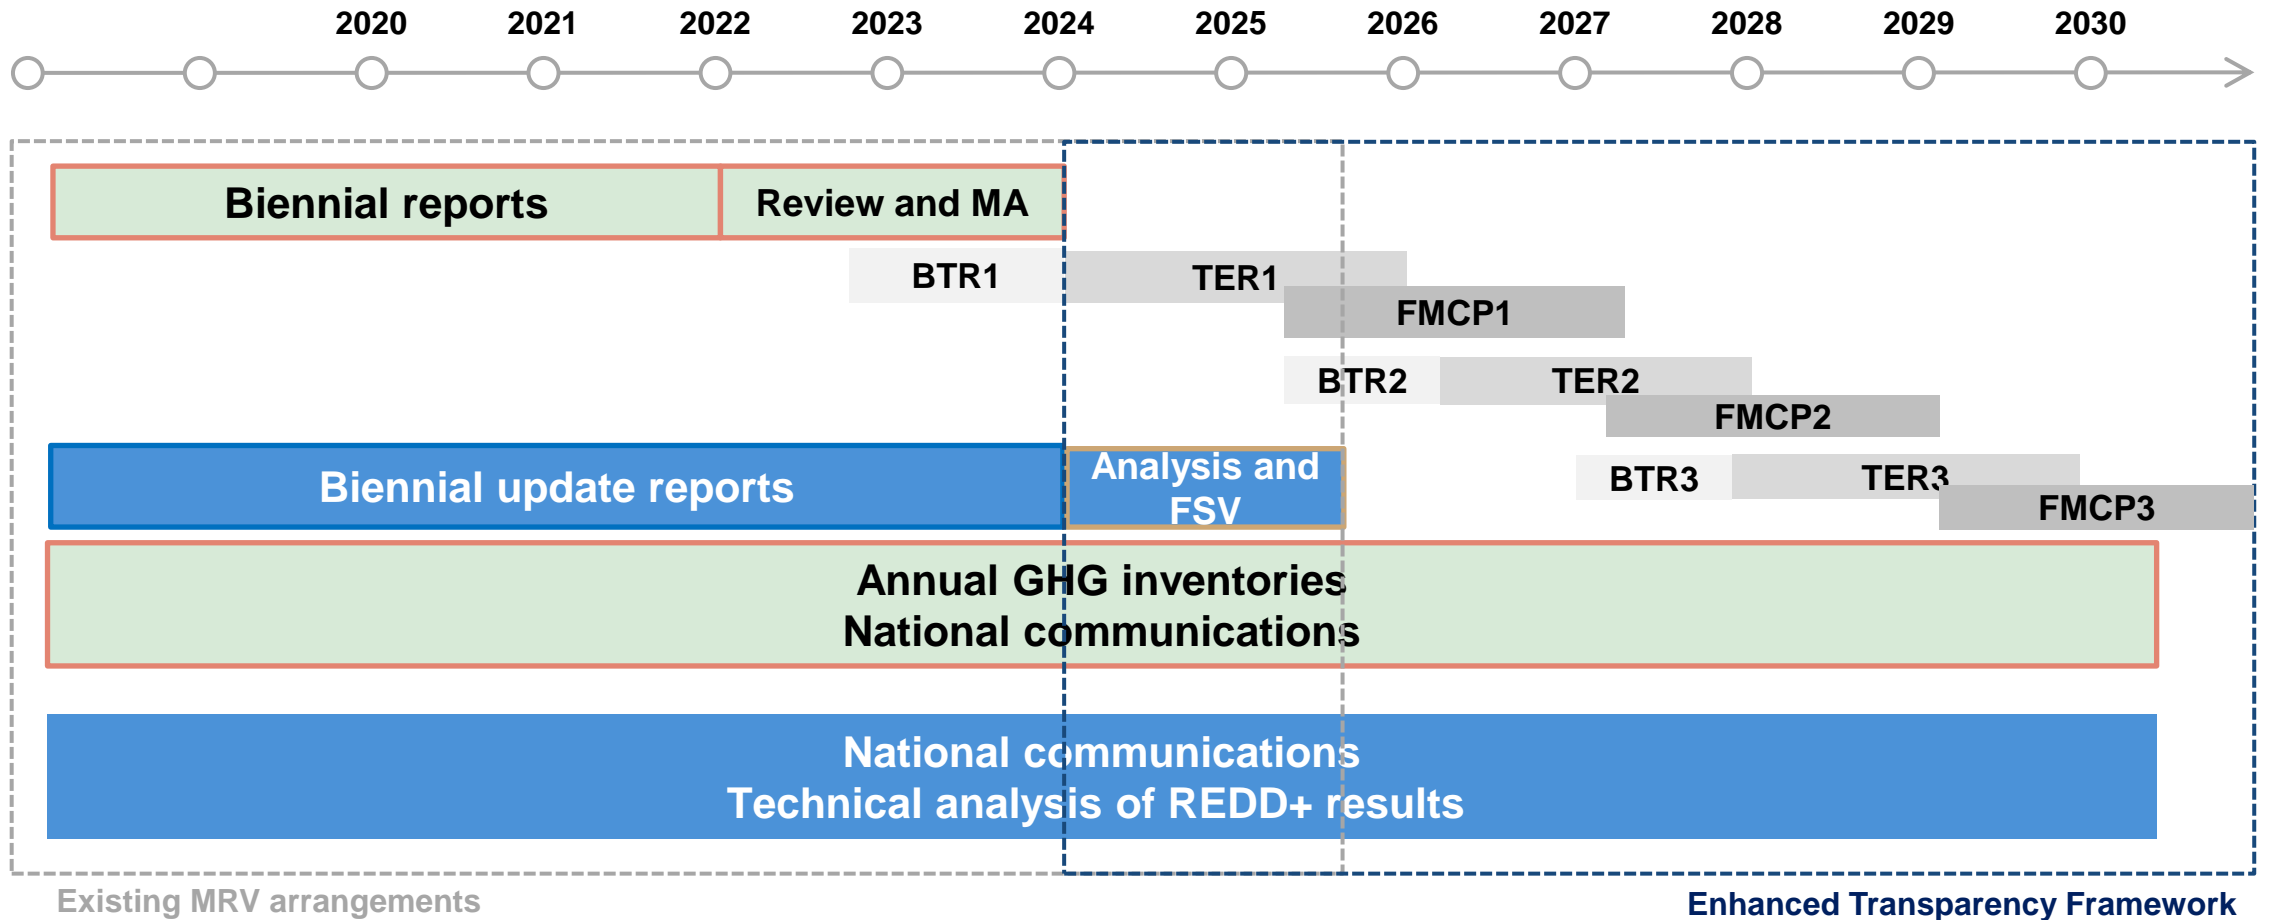 2020 2021 2022 2023 2024 2025 2026 2027 2028 2029 2030
Biennial reports
Review and MA
BTR1
TER1
FMCP1
BTR2
TER2
FMCP2
Biennial update reports
Analysis and
FSV
BTR3
TER3
FMCP3
Annual GHG inventories
National communications
National communications
Technical analysis of REDD+ results
Existing MRV arrangements
Enhanced Transparency Framework